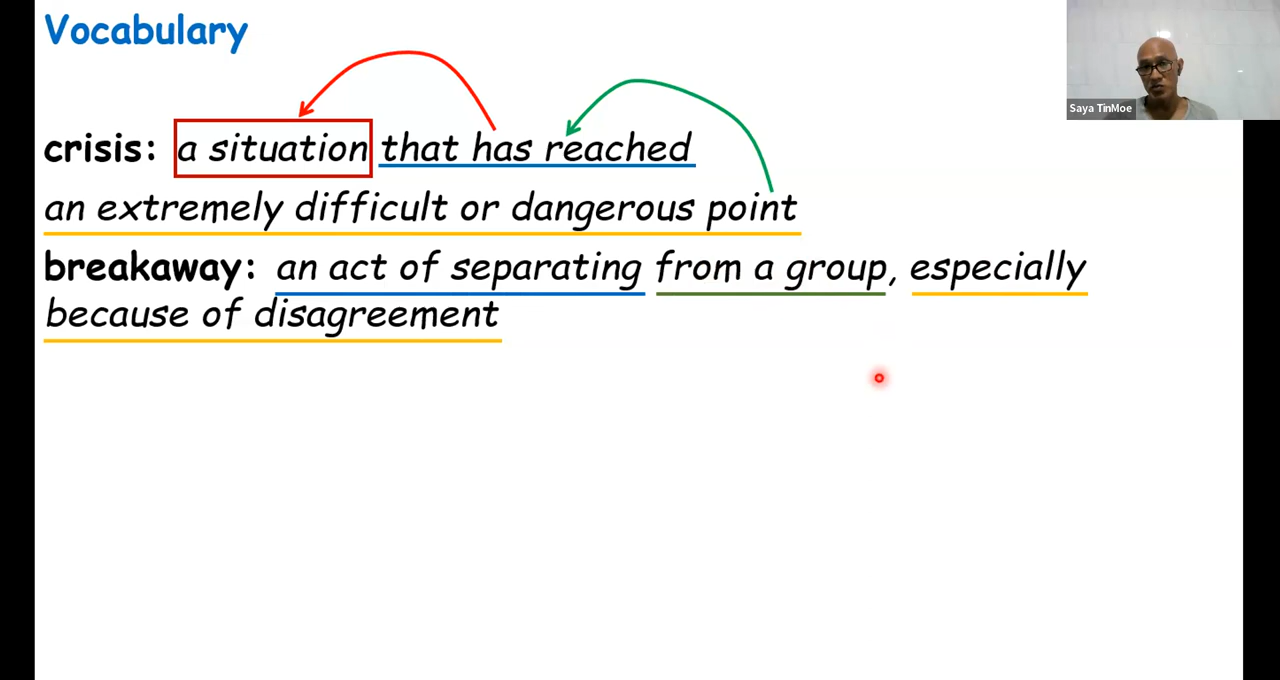 Vocabulary
Saya TinMoe
crisis: a situation that has reached
an extremely difficult or dangerous point
breakaway: an act of separating from a group, especially
because of disagreement